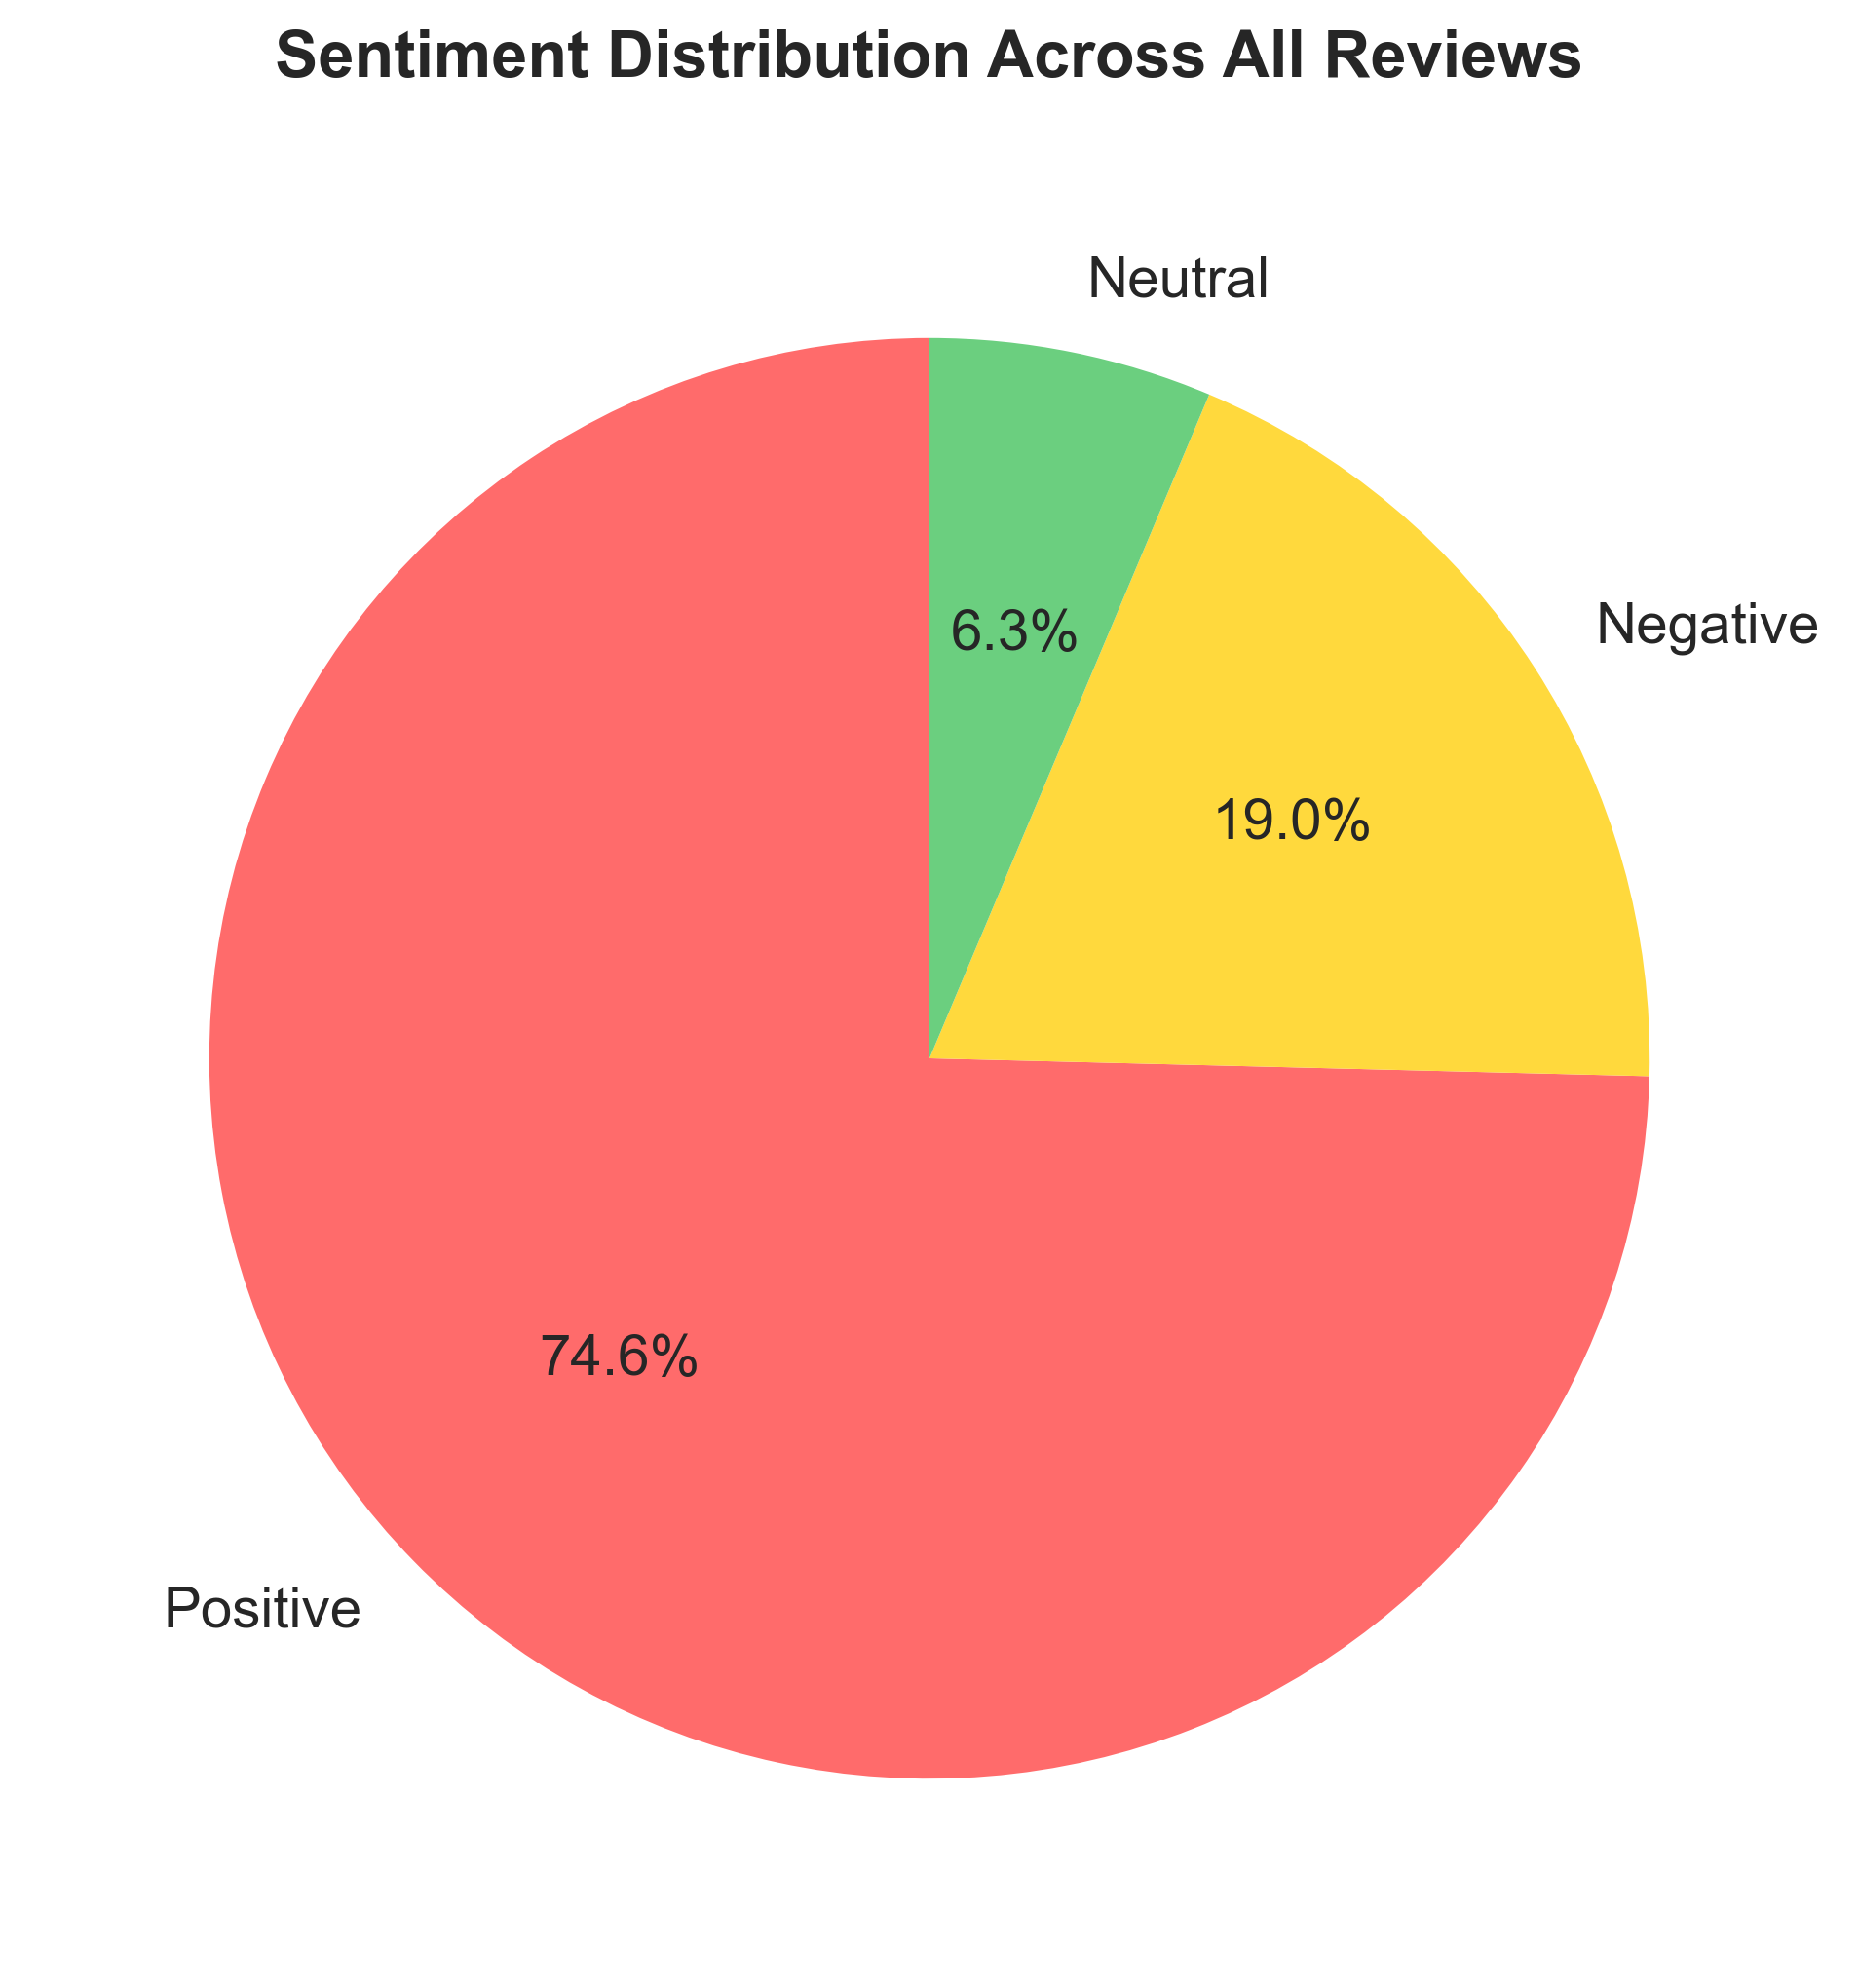 Sentiment Distribution Across All Reviews
Neutral
6.3%
Negative
19.0%
74.6%
Positive